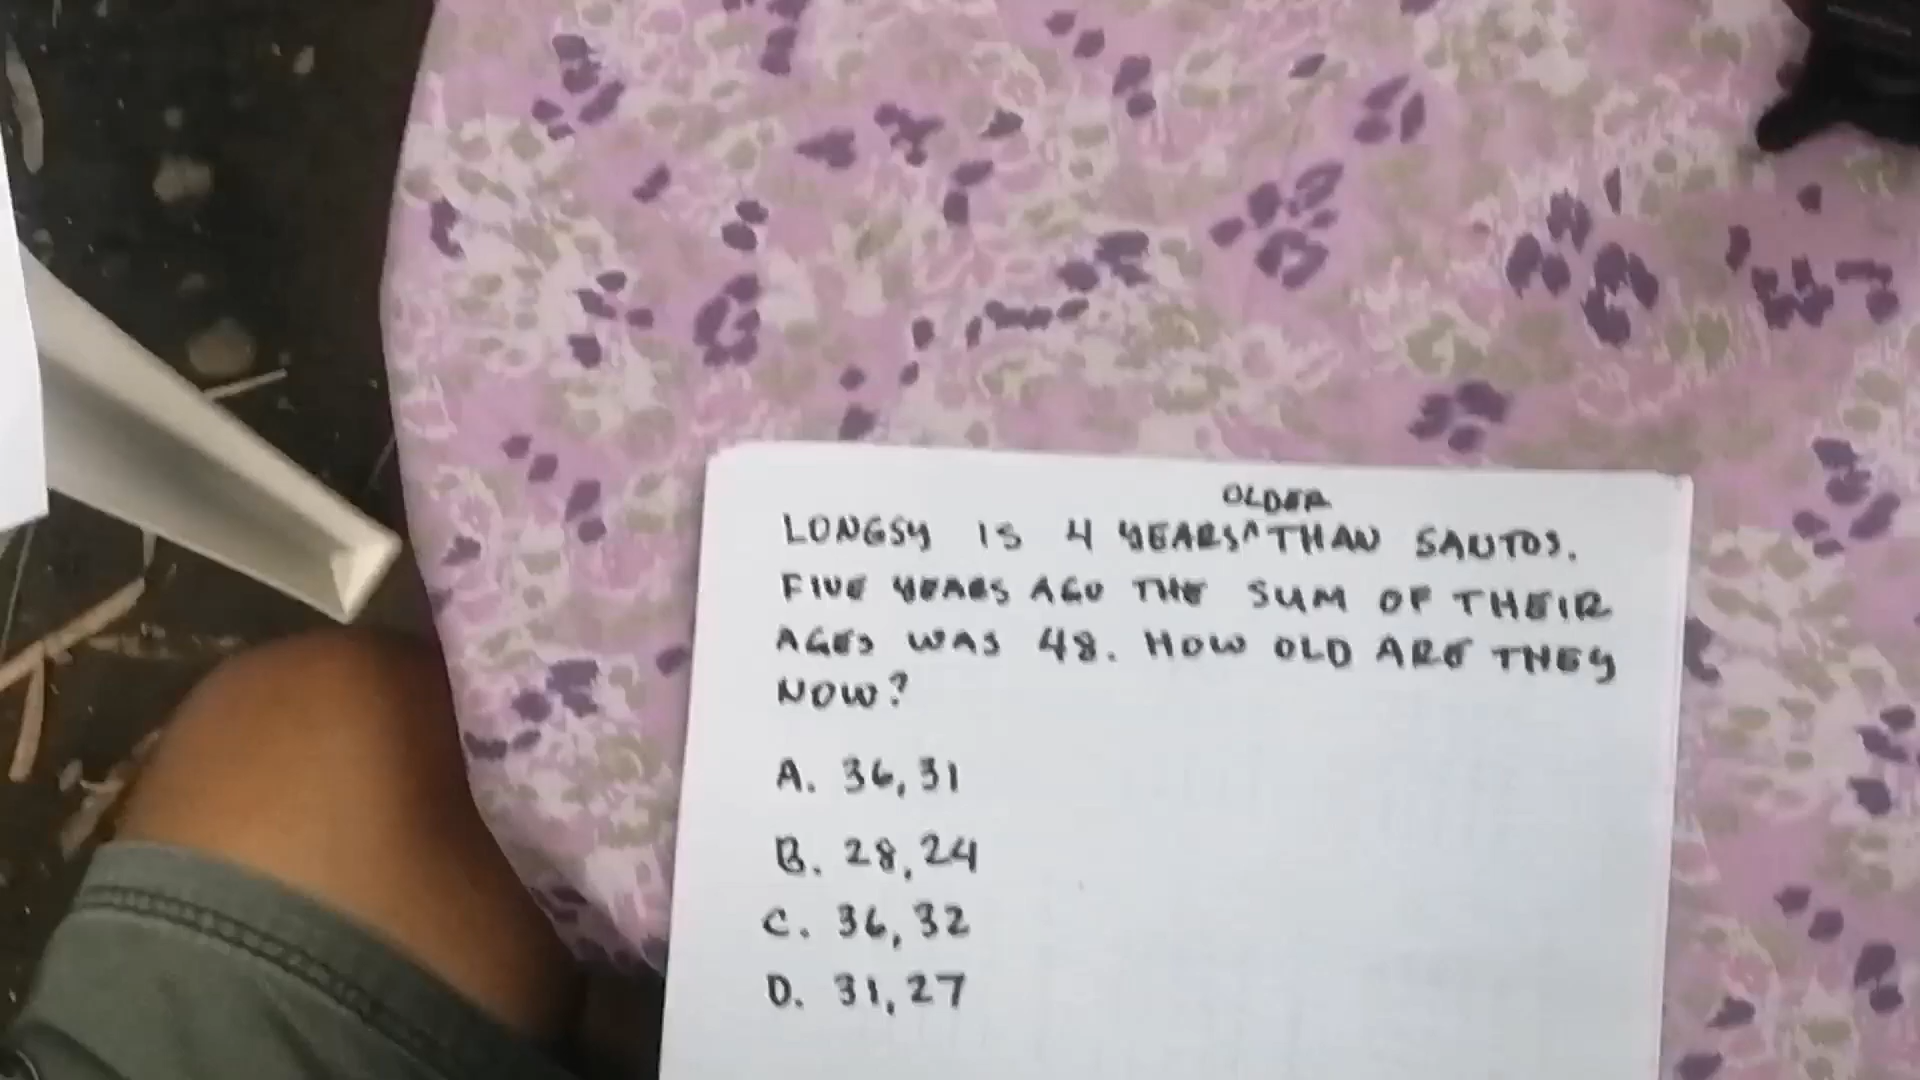 OLDER
LONGSY IS 4 YEARS^THAN SANTOS.
FIVE YEARS AGO THE SUM OF THEIR
AGES WAS 48. HOW OLD ARE THEY
NOW?
A. 36, 31
B. 28, 24
C. 36, 32
D. 31, 27